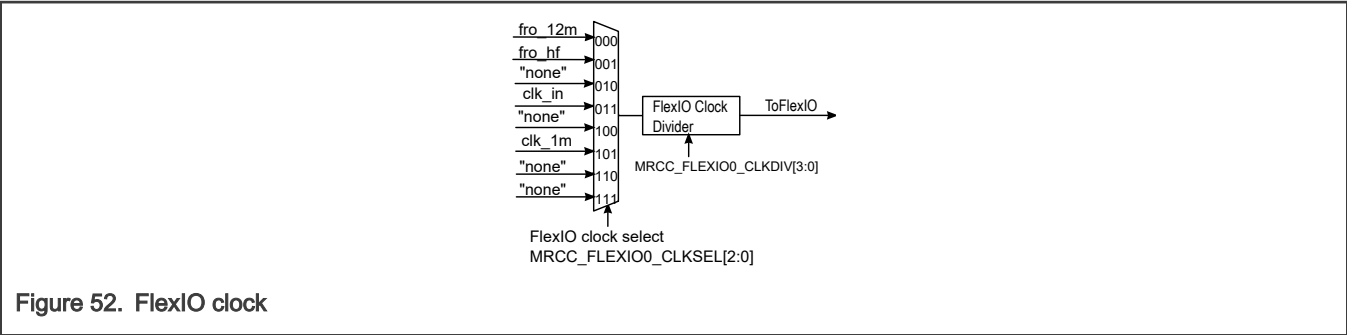 fro_12m
000
fro_hf
001
"none"
010
clk_in
011
"none"
100
clk_1m
101
"none"
110
"none"
111
FlexIO Clock
Divider
ToFlexIO
MRCC_FLEXIO0_CLKDIV[3:0]
FlexIO clock select
MRCC_FLEXIO0_CLKSEL[2:0]
Figure 52. FlexIO clock